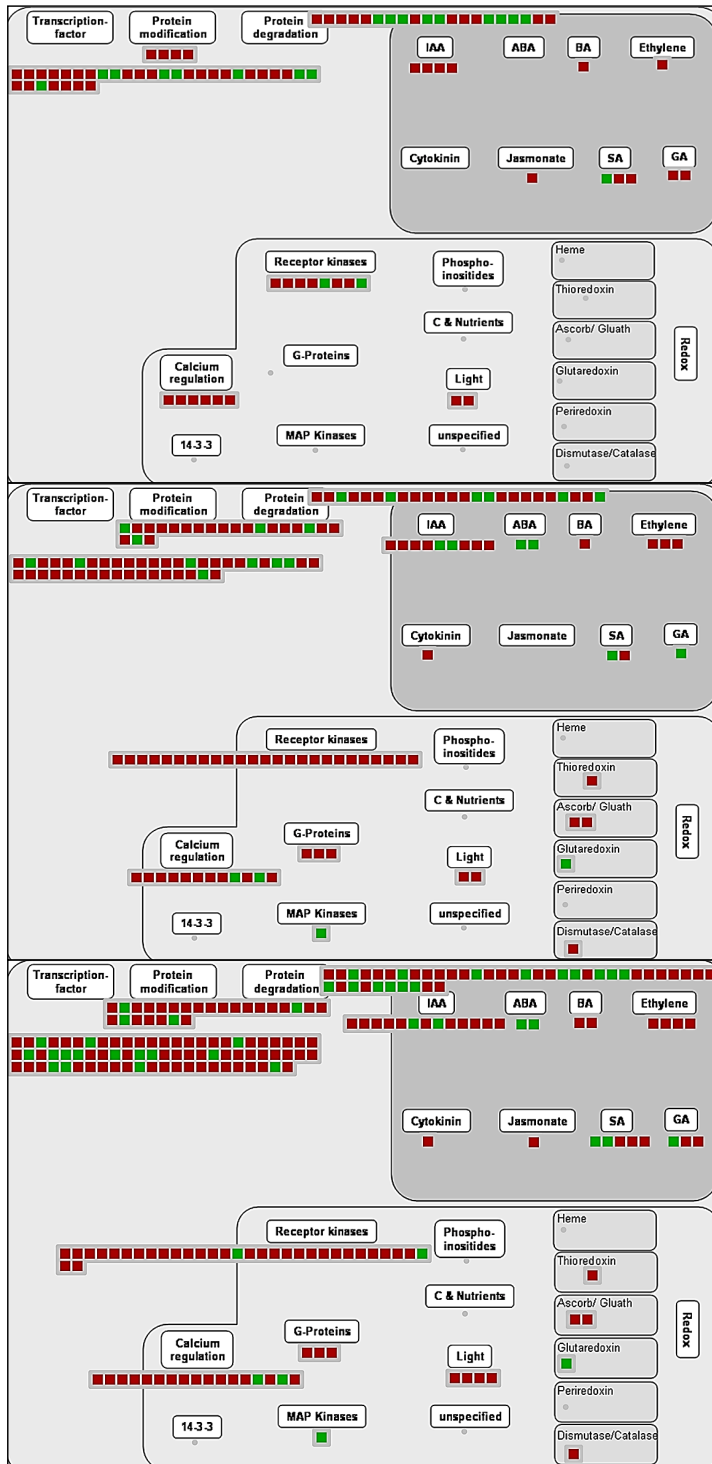 Transcription-
factor
Protein
modification
Protein
degradation
IAA
ABA
BA
Ethylene
Cytokinin
Jasmonate
SA
GA
Receptor kinases
Phospho-
inositides
Heme
Thioredoxin
C & Nutrients
Ascorb/ Gluath
Redox
G-Proteins
Calcium
regulation
Light
Glutaredoxin
14-3-3
MAP Kinases
unspecified
Periredoxin
Dismutase/Catalase
Transcription-
factor
Protein
modification
Protein
degradation
IAA
ABA
BA
Ethylene
Cytokinin
Jasmonate
SA
GA
Receptor kinases
Phospho-
inositides
Heme
Thioredoxin
C & Nutrients
Ascorb/ Gluath
Redox
G-Proteins
Calcium
regulation
Light
Glutaredoxin
14-3-3
MAP Kinases
unspecified
Periredoxin
Dismutase/Catalase
Transcription-
factor
Protein
modification
Protein
degradation
IAA
ABA
BA
Ethylene
Cytokinin
Jasmonate
SA
GA
Receptor kinases
Phospho-
inositides
Heme
Thioredoxin
C & Nutrients
Ascorb/ Gluath
Redox
G-Proteins
Calcium
regulation
Light
Glutaredoxin
14-3-3
MAP Kinases
unspecified
Periredoxin
Dismutase/Catalase